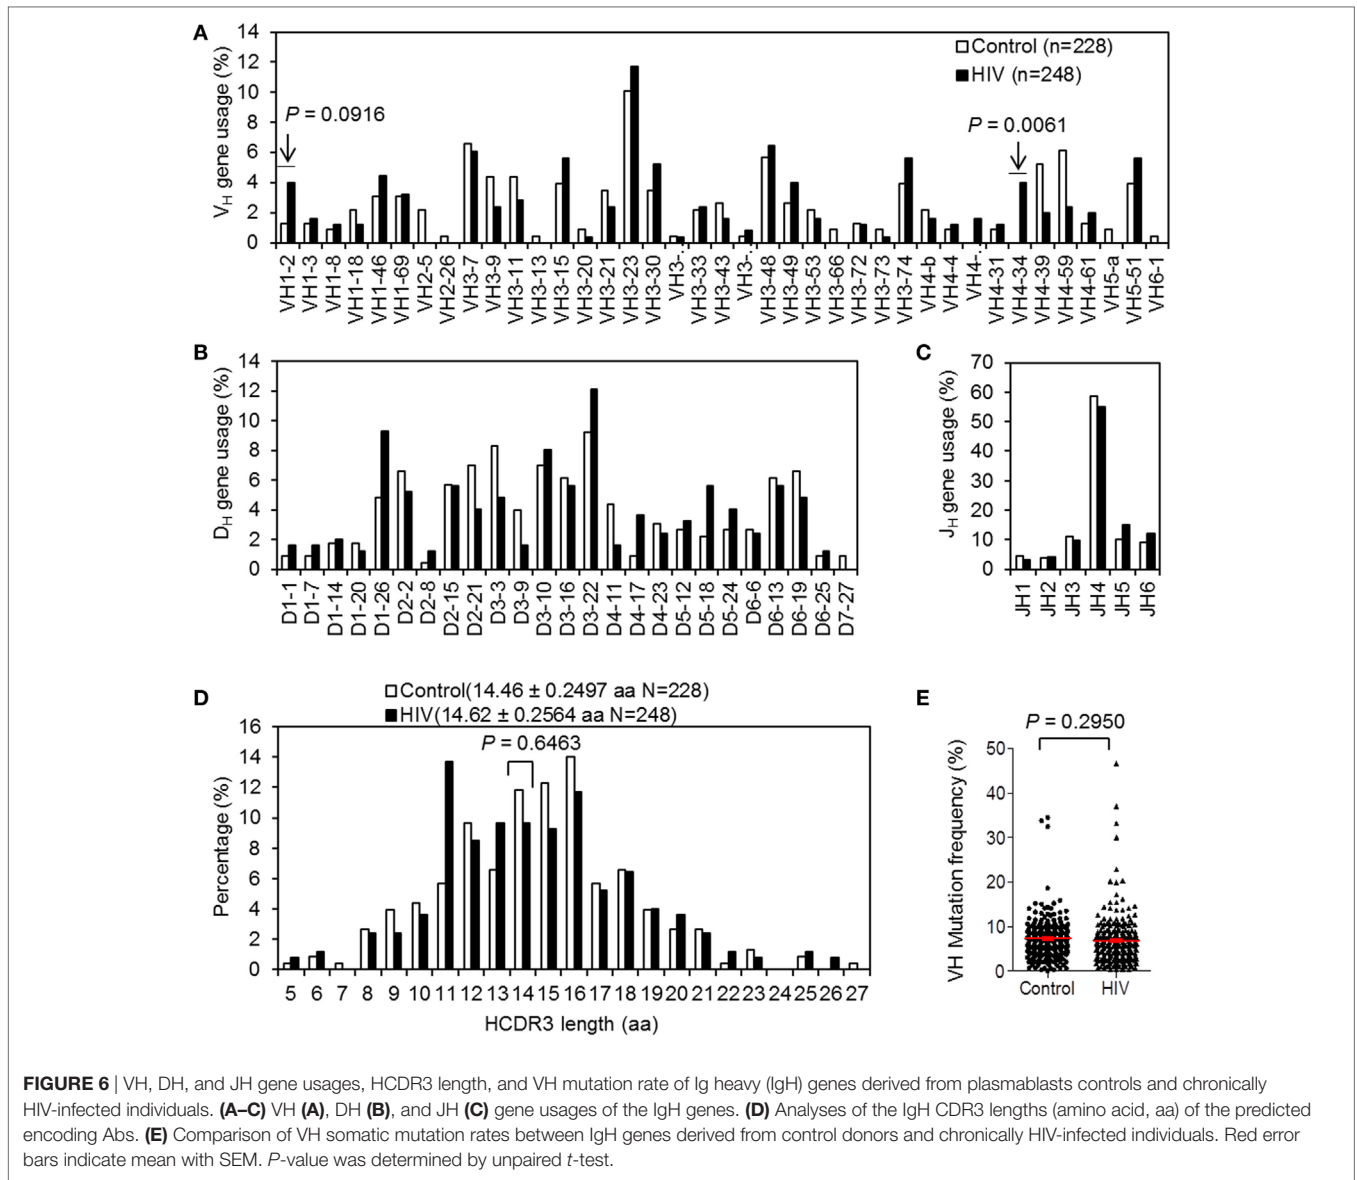 A
14
12
10
8
6
4
2
0
VH gene usage (%)
Control (n=228)
HIV (n=248)
P = 0.0916
P = 0.0061
VH1-2
VH1-3
VH1-8
VH1-18
VH1-46
VH1-69
VH2-5
VH2-26
VH3-7
VH3-9
VH3-11
VH3-13
VH3-15
VH3-20
VH3-21
VH3-23
VH3-30
VH3-.
VH3-33
VH3-43
VH3-.
VH3-48
VH3-49
VH3-53
VH3-66
VH3-72
VH3-73
VH3-74
VH4-b
VH4-4
VH4-.
VH4-31
VH4-34
VH4-39
VH4-59
VH4-61
VH5-a
VH5-51
VH6-1
B
14
12
10
8
6
4
2
0
DH gene usage (%)
D1-1
D1-7
D1-14
D1-20
D1-26
D2-2
D2-8
D2-15
D2-21
D3-3
D3-9
D3-10
D3-16
D3-22
D4-11
D4-17
D4-23
D5-12
D5-18
D5-24
D6-6
D6-13
D6-19
D6-25
D7-27
C
70
60
50
40
30
20
10
0
JH gene usage (%)
JH1
JH2
JH3
JH4
JH5
JH6
D
Control(14.46 ± 0.2497 aa N=228)
HIV(14.62 ± 0.2564 aa N=248)
P = 0.6463
16
14
12
10
8
6
4
2
0
Percentage (%)
5 6 7 8 9 10 11 12 13 14 15 16 17 18 19 20 21 22 23 24 25 26 27
HCDR3 length (aa)
E
P = 0.2950
50
40
30
20
10
0
VH Mutation frequency (%)
Control HIV
FIGURE 6 | VH, DH, and JH gene usages, HCDR3 length, and VH mutation rate of Ig heavy (IgH) genes derived from plasmablasts controls and chronically
HIV-infected individuals. (A–C) VH (A), DH (B), and JH (C) gene usages of the IgH genes. (D) Analyses of the IgH CDR3 lengths (amino acid, aa) of the predicted
encoding Abs. (E) Comparison of VH somatic mutation rates between IgH genes derived from control donors and chronically HIV-infected individuals. Red error
bars indicate mean with SEM. P-value was determined by unpaired t-test.